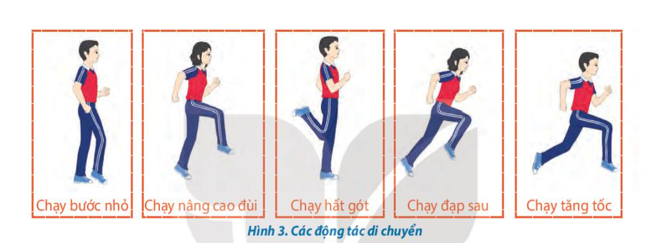 Chạy bước nhỏ
Chạy nâng cao đùi
Chạy hất gót
Chạy đạp sau
Chạy tăng tốc
Hình 3. Các động tác di chuyển